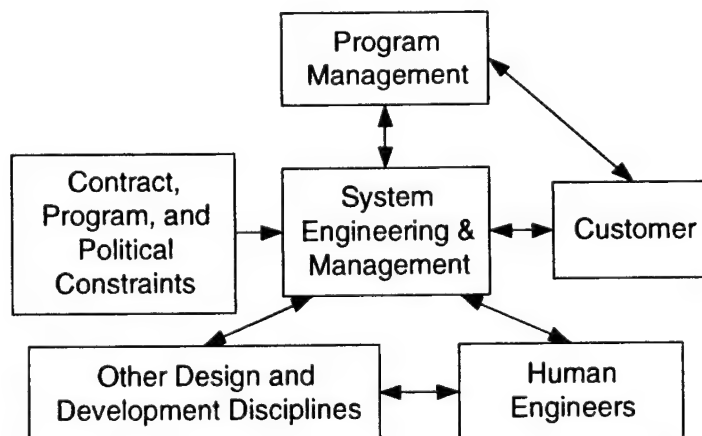 Program
Management
Contract,
Program, and
Political
Constraints
System
Engineering &
Management
Customer
Other Design and
Development Disciplines
Human
Engineers